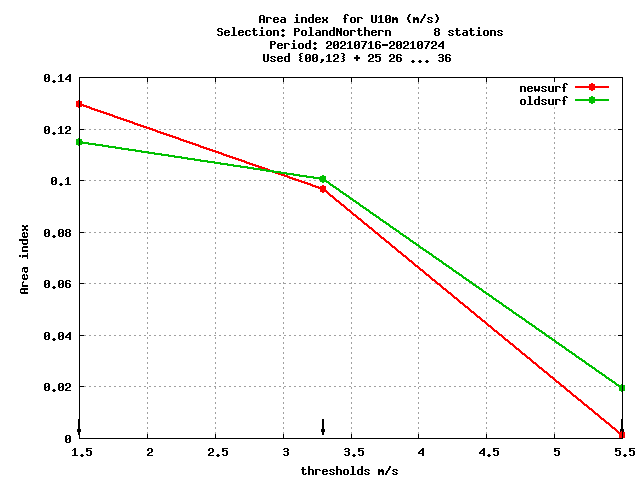 Area index  for U10m (m/s)
Selection: PolandNorthern      8 stations
Period: 20210716-20210724
Used {00,12} + 25 26 ... 36
newsurf
oldsurf
0.14
0.12
0.1
0.08
0.06
0.04
0.02
0
Area index
1.5 2 2.5 3 3.5 4 4.5 5 5.5
thresholds m/s